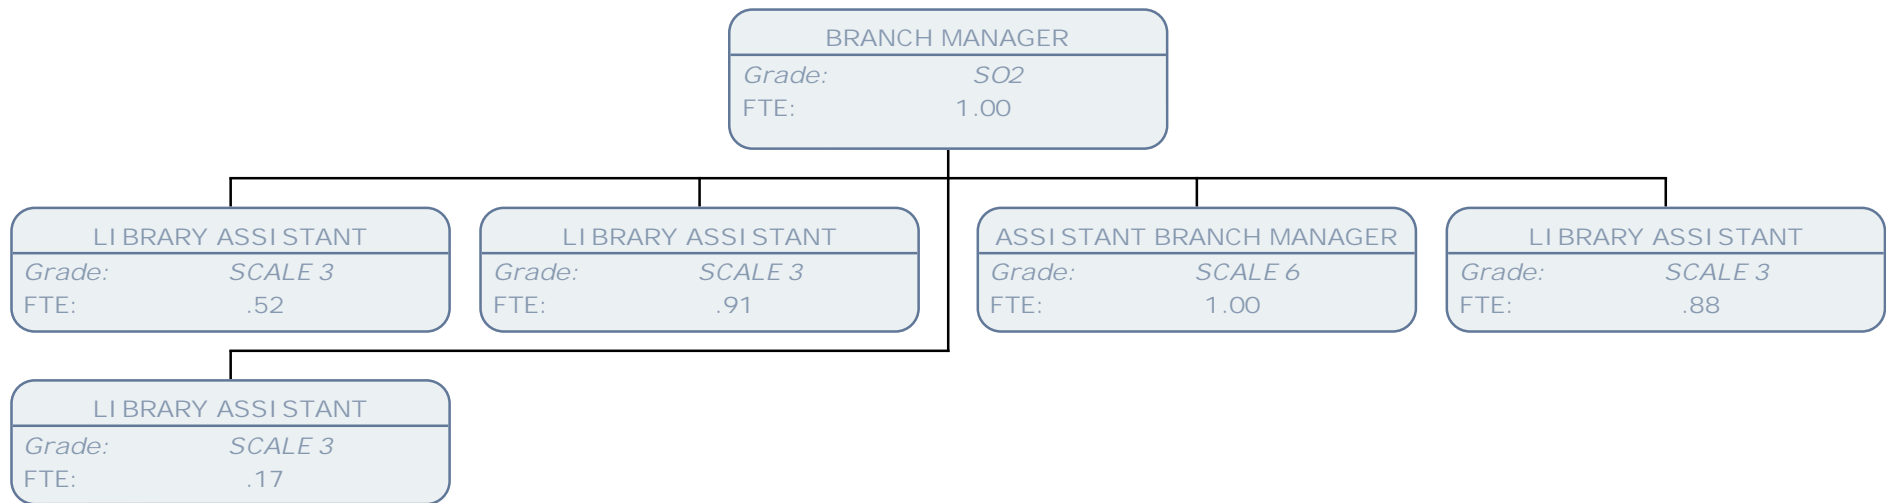 BRANCH MANAGER
Grade: SO2
FTE: 1.00
LIBRARY ASSISTANT
Grade: SCALE 3
FTE: .52
LIBRARY ASSISTANT
Grade: SCALE 3
FTE: .91
ASSISTANT BRANCH MANAGER
Grade: SCALE 6
FTE: 1.00
LIBRARY ASSISTANT
Grade: SCALE 3
FTE: .88
LIBRARY ASSISTANT
Grade: SCALE 3
FTE: .17